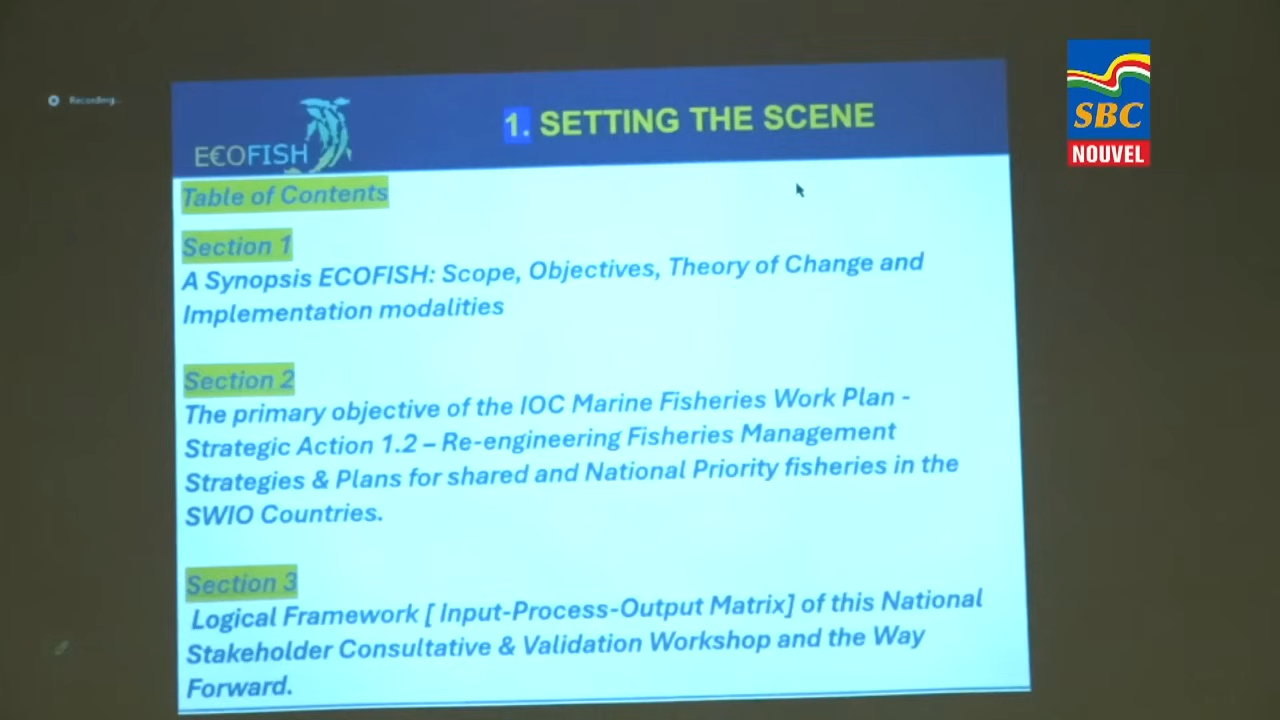 Recording...
SBC
NOUVEL
ECOFISH
1. SETTING THE SCENE
Table of Contents
Section 1
A Synopsis ECOFISH: Scope, Objectives, Theory of Change and
Implementation modalities
Section 2
The primary objective of the IOC Marine Fisheries Work Plan -
Strategic Action 1.2 – Re-engineering Fisheries Management
Strategies & Plans for shared and National Priority fisheries in the
SWIO Countries.
Section 3
Logical Framework [ Input-Process-Output Matrix] of this National
Stakeholder Consultative & Validation Workshop and the Way
Forward.